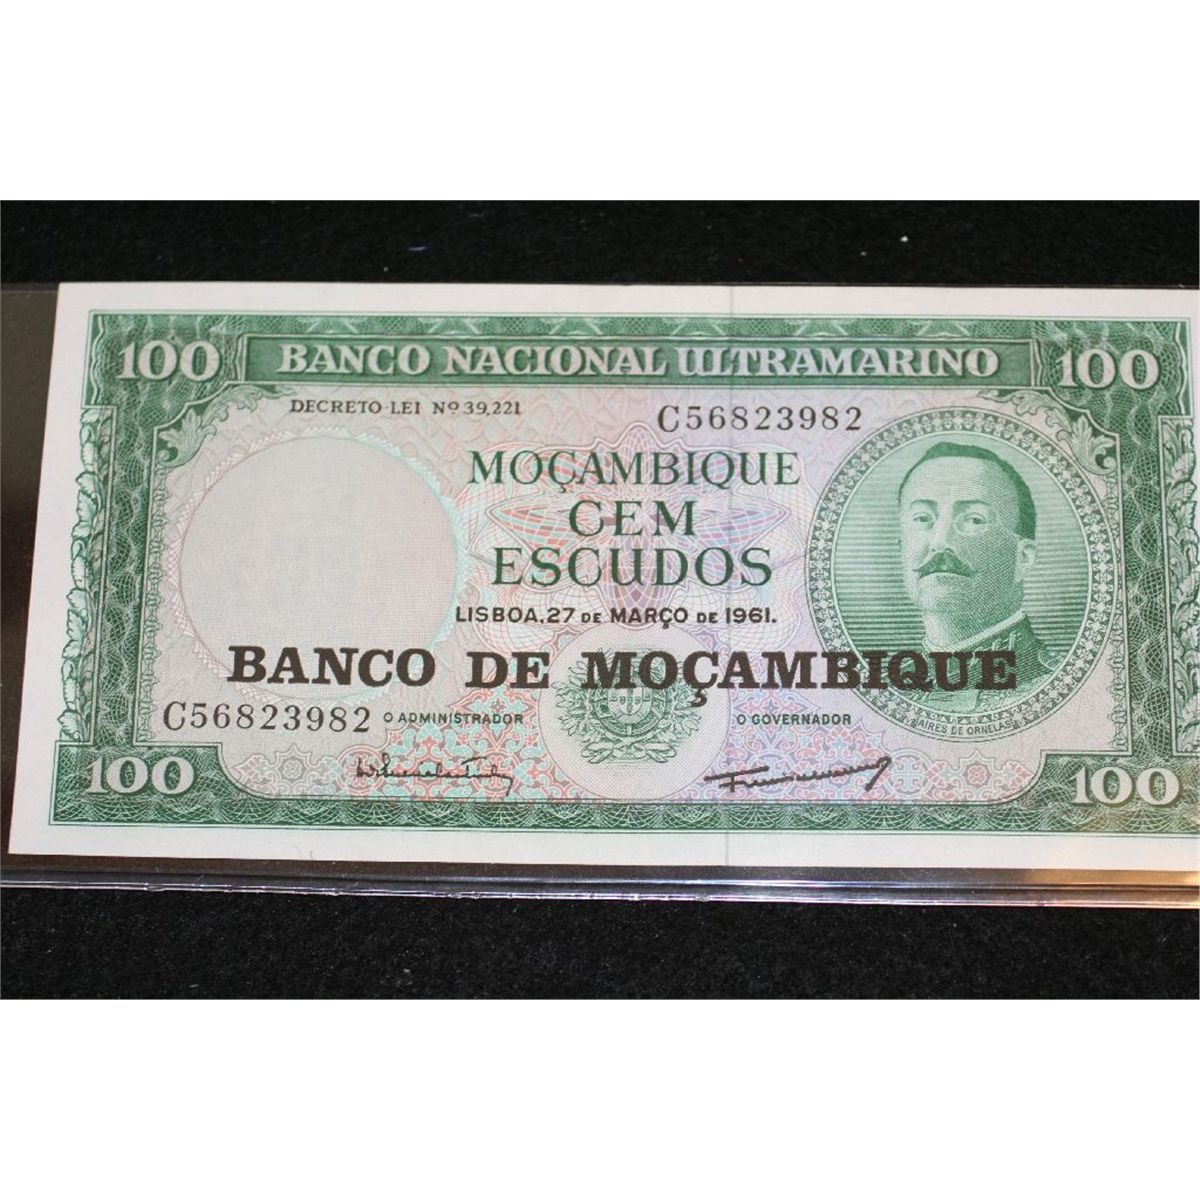 100 BANCO NACIONAL ULTRAMARINO 100
DECRETO-LEI Nº 39,221
C56823982
MOÇAMBIQUE
CEM
ESCUDOS
LISBOA, 27 DE MARÇO DE 1961.
BANCO DE MOÇAMBIQUE
C56823982 O ADMINISTRADOR O GOVERNADOR
AIRES DE ORNELAS
100 100